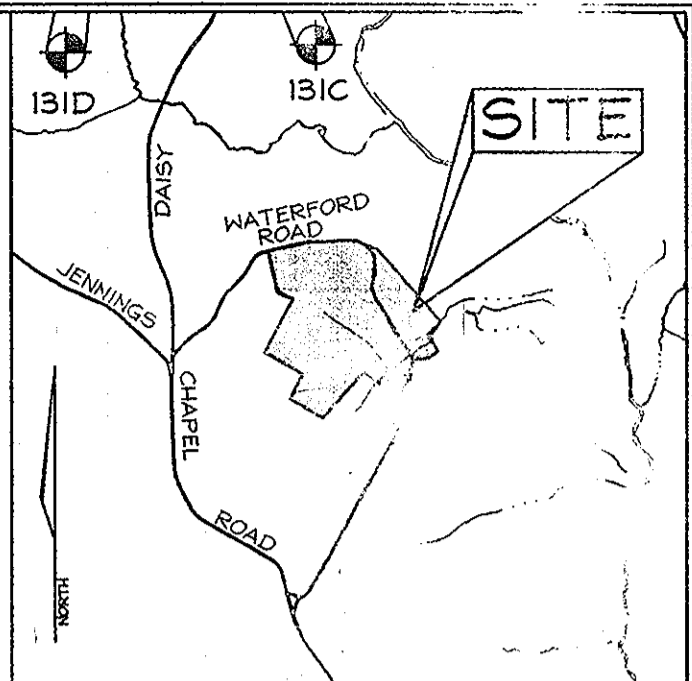 131D
131C
SITE
DAISY
WATERFORD
ROAD
JENNINGS
CHAPEL
ROAD
NORTH